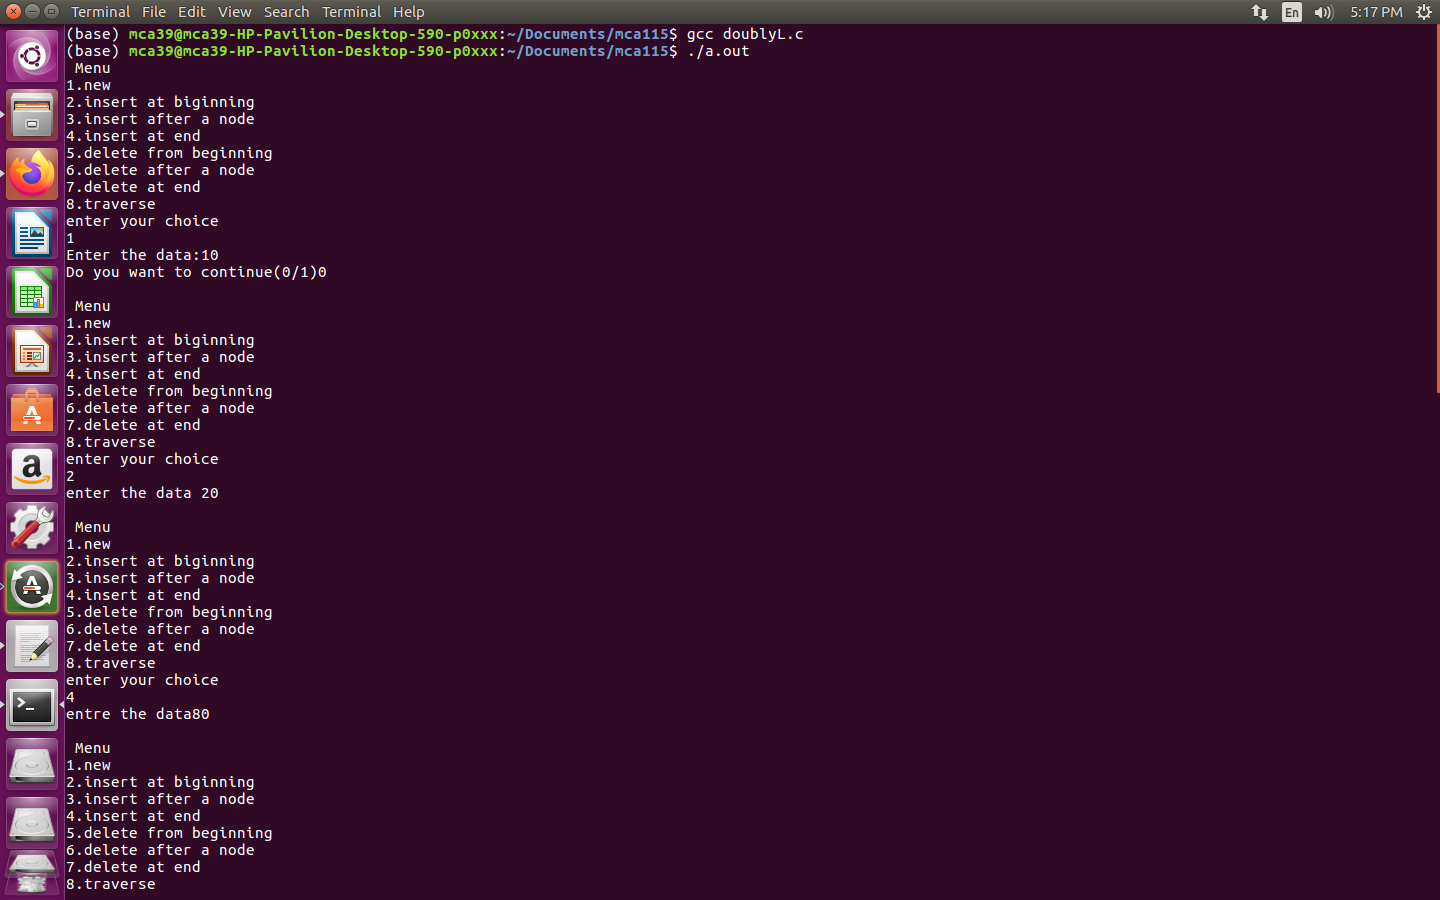 Terminal File Edit View Search Terminal Help En 5:17 PM
(base) mca39@mca39-HP-Pavilion-Desktop-590-p0xxx:~/Documents/mca115$ gcc doublyL.c
(base) mca39@mca39-HP-Pavilion-Desktop-590-p0xxx:~/Documents/mca115$ ./a.out
Menu
1.new
2.insert at biginning
3.insert after a node
4.insert at end
5.delete from beginning
6.delete after a node
7.delete at end
8.traverse
enter your choice
1
Enter the data:10
Do you want to continue(0/1)0
Menu
1.new
2.insert at biginning
3.insert after a node
4.insert at end
5.delete from beginning
6.delete after a node
7.delete at end
8.traverse
enter your choice
2
enter the data 20
Menu
1.new
2.insert at biginning
3.insert after a node
4.insert at end
5.delete from beginning
6.delete after a node
7.delete at end
8.traverse
enter your choice
4
entre the data80
Menu
1.new
2.insert at biginning
3.insert after a node
4.insert at end
5.delete from beginning
6.delete after a node
7.delete at end
8.traverse